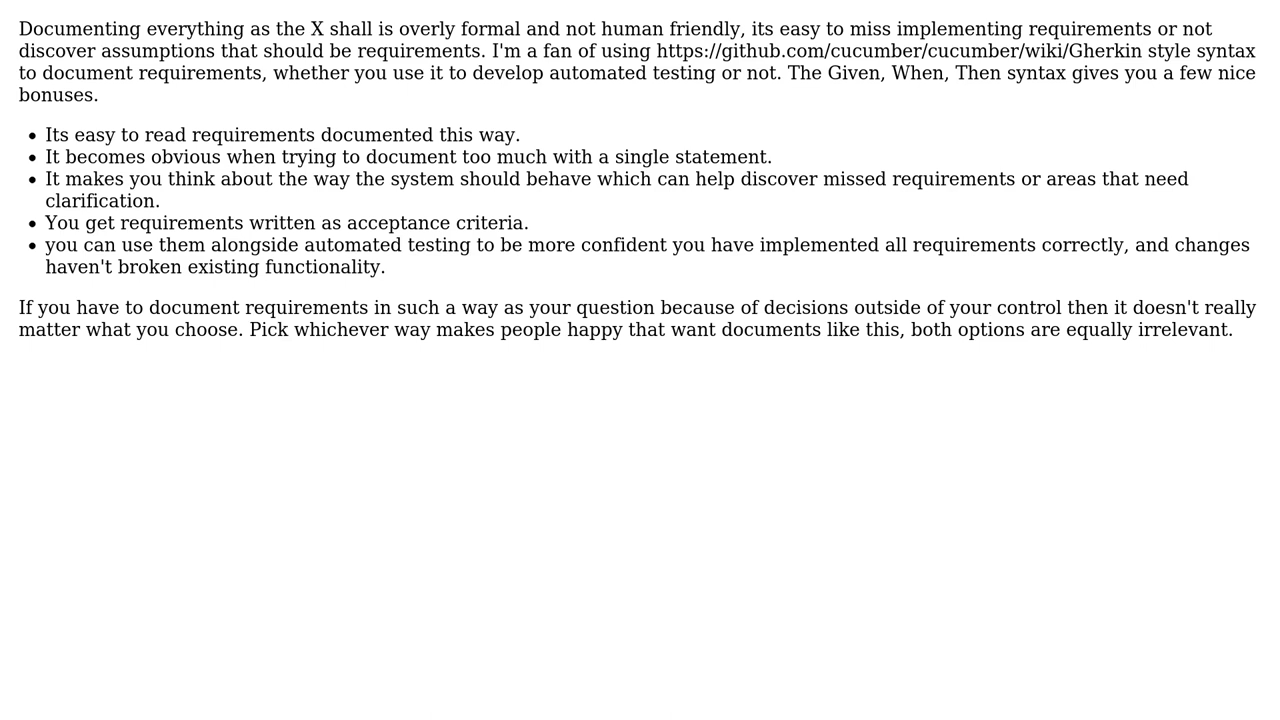 Documenting everything as the X shall is overly formal and not human friendly, its easy to miss implementing requirements or not
discover assumptions that should be requirements. I'm a fan of using https://github.com/cucumber/cucumber/wiki/Gherkin style syntax
to document requirements, whether you use it to develop automated testing or not. The Given, When, Then syntax gives you a few nice
bonuses.
• Its easy to read requirements documented this way.
• It becomes obvious when trying to document too much with a single statement.
• It makes you think about the way the system should behave which can help discover missed requirements or areas that need
clarification.
• You get requirements written as acceptance criteria.
• you can use them alongside automated testing to be more confident you have implemented all requirements correctly, and changes
haven't broken existing functionality.
If you have to document requirements in such a way as your question because of decisions outside of your control then it doesn't really
matter what you choose. Pick whichever way makes people happy that want documents like this, both options are equally irrelevant.